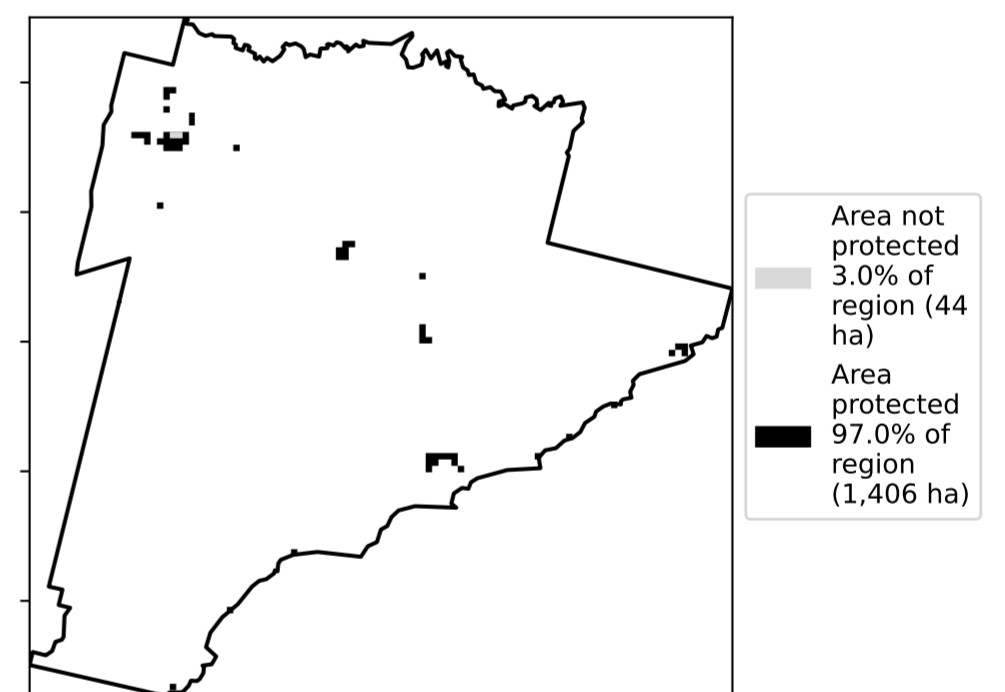 Area not
protected
3.0% of
region (44
ha)
Area
protected
97.0% of
region
(1,406 ha)